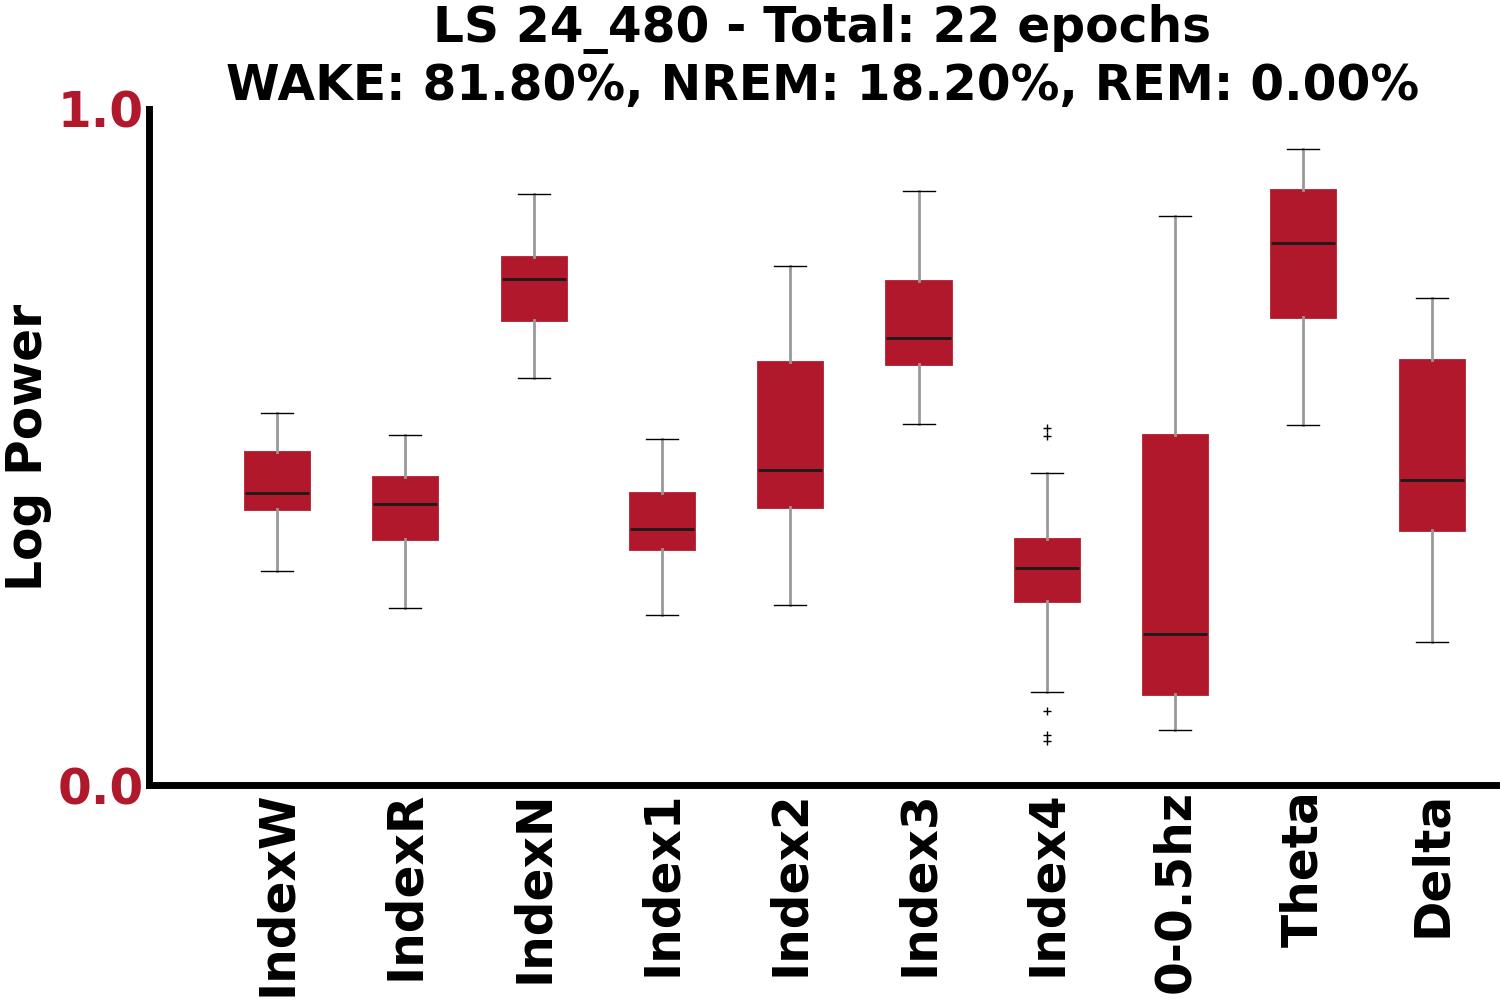 LS 24_480 - Total: 22 epochs
WAKE: 81.80%, NREM: 18.20%, REM: 0.00%
1.0
Log Power
0.0
IndexW
IndexR
IndexN
Index1
Index2
Index3
Index4
0-0.5hz
Theta
Delta